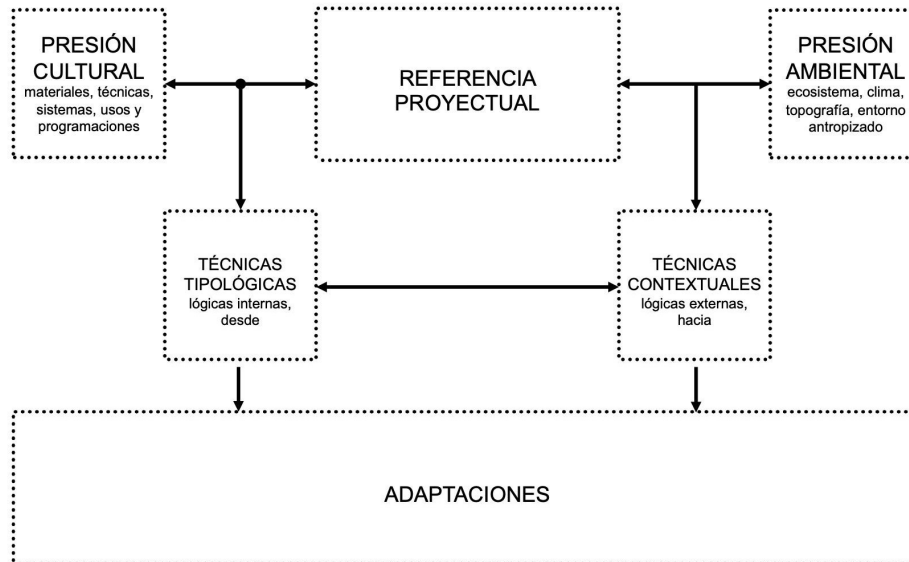 PRESIÓN
CULTURAL
materiales, técnicas,
sistemas, usos y
programaciones
REFERENCIA
PROYECTUAL
PRESIÓN
AMBIENTAL
ecosistema, clima,
topografía, entorno
antropizado
TÉCNICAS
TIPOLÓGICAS
lógicas internas,
desde
TÉCNICAS
CONTEXTUALES
lógicas externas,
hacia
ADAPTACIONES